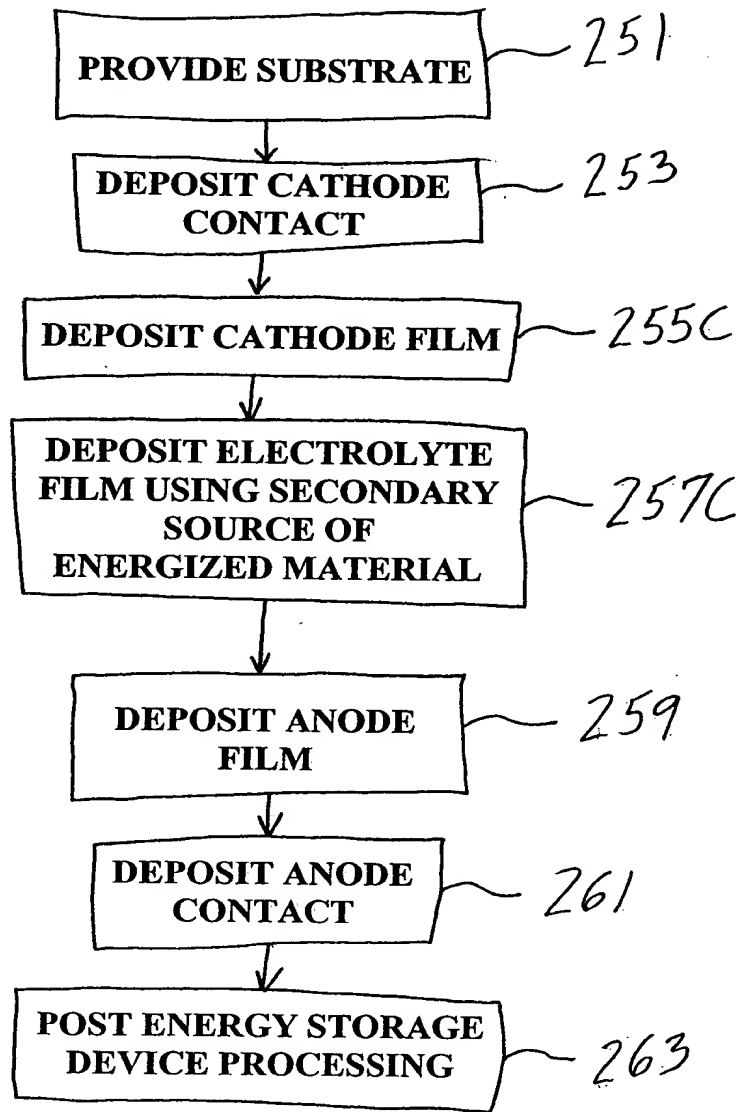 PROVIDE SUBSTRATE
251
DEPOSIT CATHODE
CONTACT
253
DEPOSIT CATHODE FILM
255C
DEPOSIT ELECTROLYTE
FILM USING SECONDARY
SOURCE OF
ENERGIZED MATERIAL
257C
DEPOSIT ANODE
FILM
259
DEPOSIT ANODE
CONTACT
261
POST ENERGY STORAGE
DEVICE PROCESSING
263